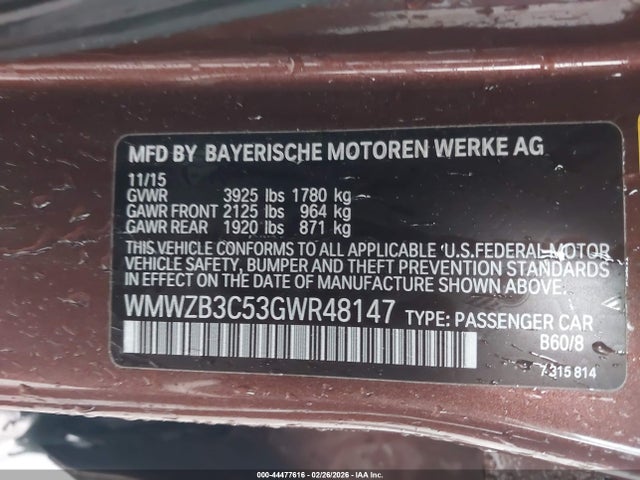 MFD BY BAYERISCHE MOTOREN WERKE AG
11/15
GVWR 3925 lbs 1780 kg
GAWR FRONT 2125 lbs 964 kg
GAWR REAR 1920 lbs 871 kg
THIS VEHICLE CONFORMS TO ALL APPLICABLE U.S.FEDERAL MOTOR
VEHICLE SAFETY, BUMPER AND THEFT PREVENTION STANDARDS
IN EFFECT ON THE DATE OF MANUFACTURE SHOWN ABOVE.
WMWZB3C53GWR48147 TYPE: PASSENGER CAR
B60/8
7 315 814
000-44477616 - 02/26/2026 - IAA Inc.